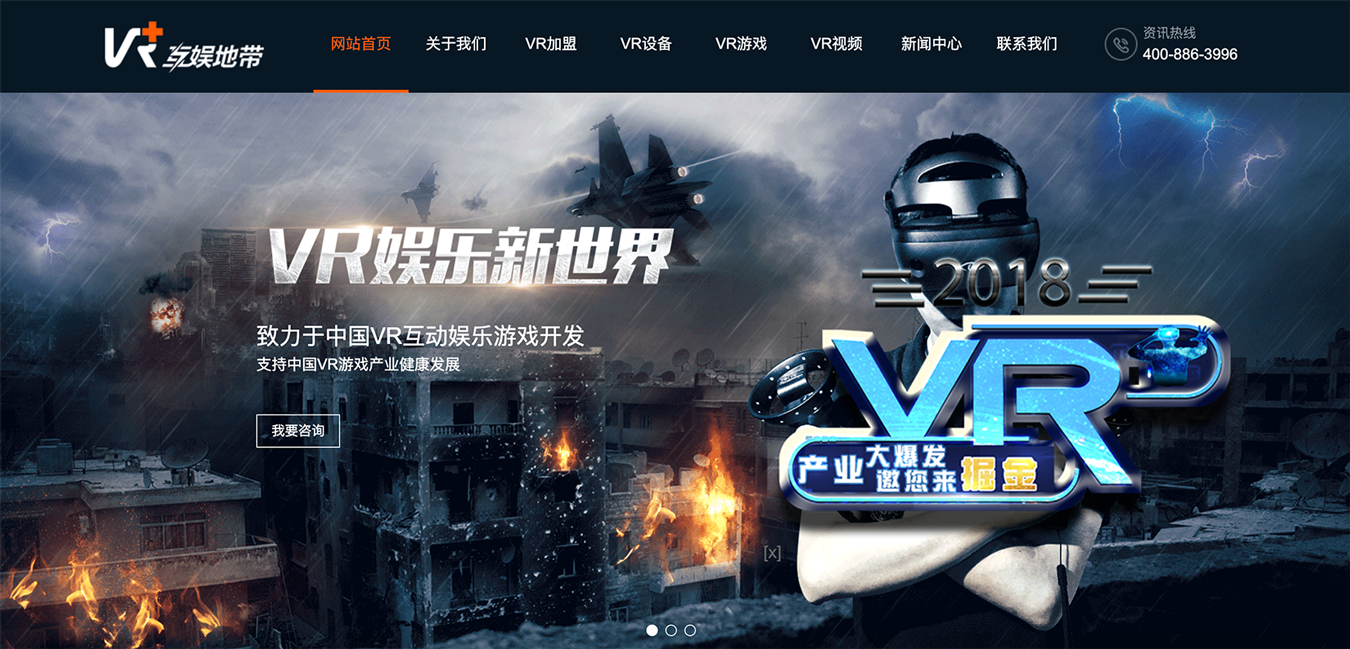 VR+互娱地带
网站首页
关于我们
VR加盟
VR设备
VR游戏
VR视频
新闻中心
联系我们
资讯热线
400-886-3996
VR娱乐新世界
致力于中国VR互动娱乐游戏开发
支持中国VR游戏产业健康发展
我要咨询
2018
VR
产业大爆发
邀您来掘金
[x]